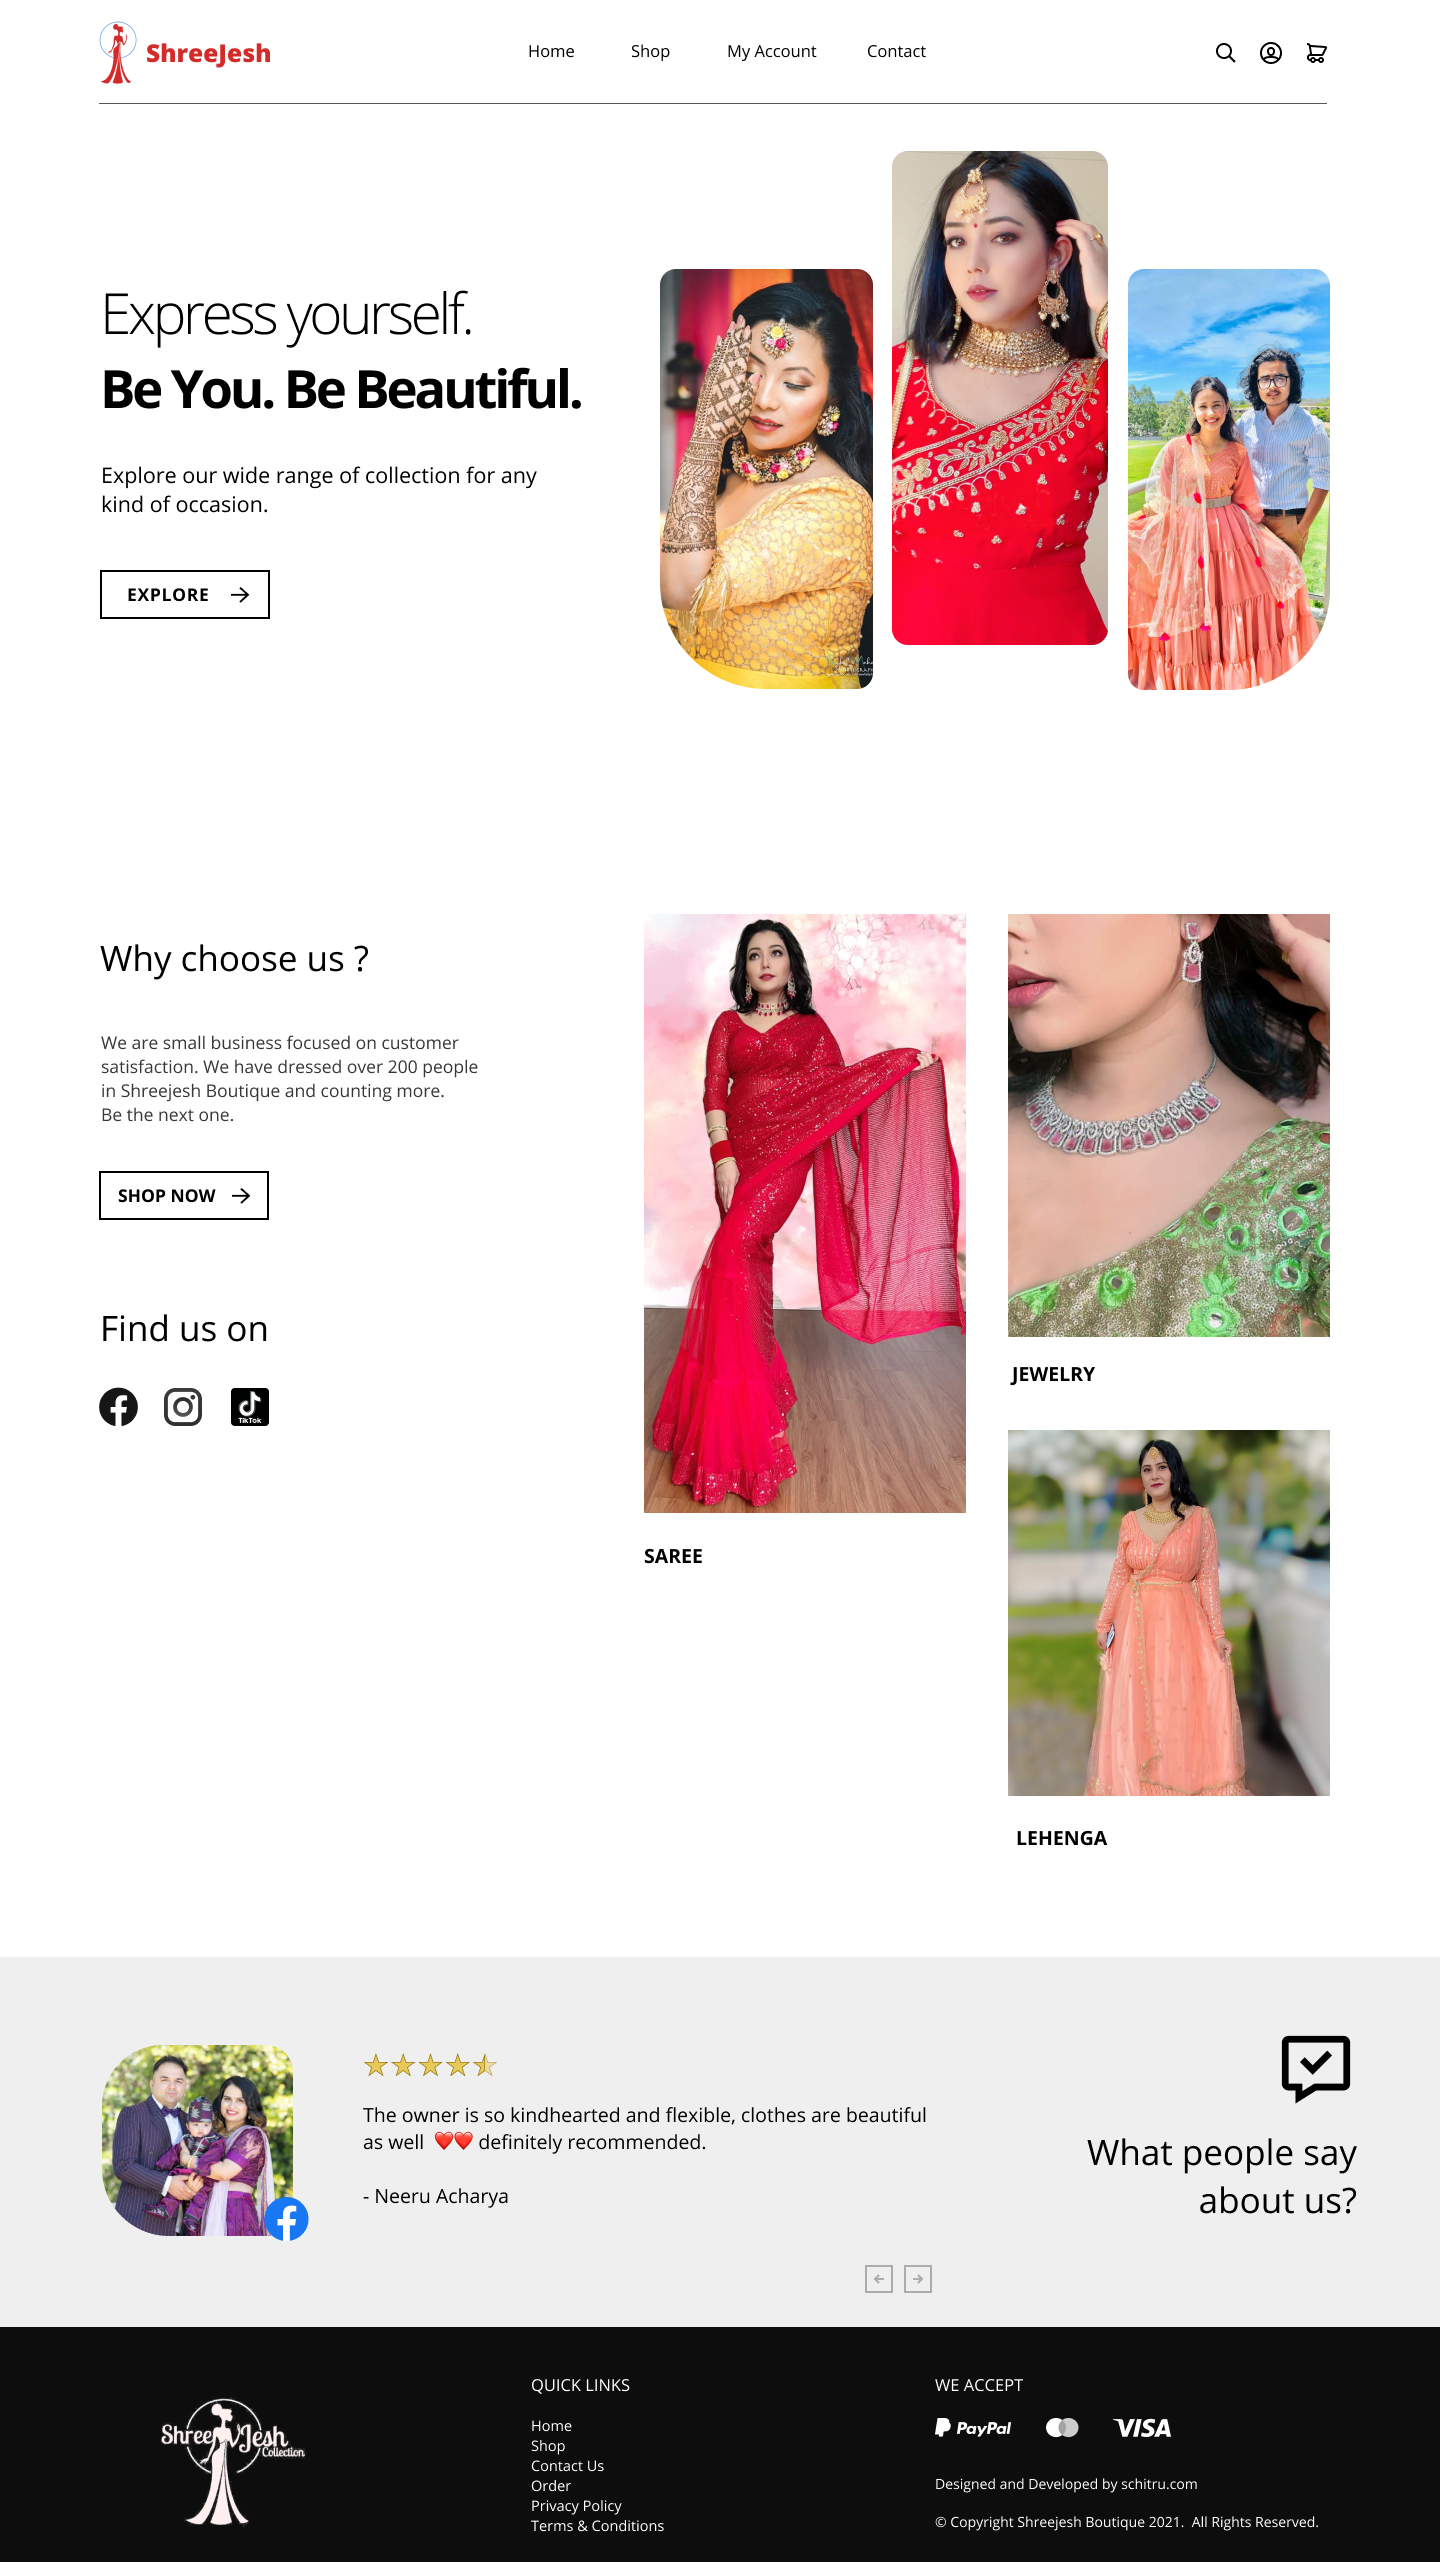 ShreeJesh
Home
Shop
My Account
Contact
Express yourself.
Be You. Be Beautiful.
Explore our wide range of collection for any
kind of occasion.
EXPLORE
Why choose us ?
We are small business focused on customer
satisfaction. We have dressed over 200 people
in Shreejesh Boutique and counting more.
Be the next one.
SHOP NOW
Find us on
TikTok
SAREE
JEWELRY
LEHENGA
The owner is so kindhearted and flexible, clothes are beautiful
as well ❤️❤️ definitely recommended.
- Neeru Acharya
What people say
about us?
Shree Jesh
Collection
QUICK LINKS
Home
Shop
Contact Us
Order
Privacy Policy
Terms & Conditions
WE ACCEPT
PayPal
VISA
Designed and Developed by schitru.com
© Copyright Shreejesh Boutique 2021. All Rights Reserved.